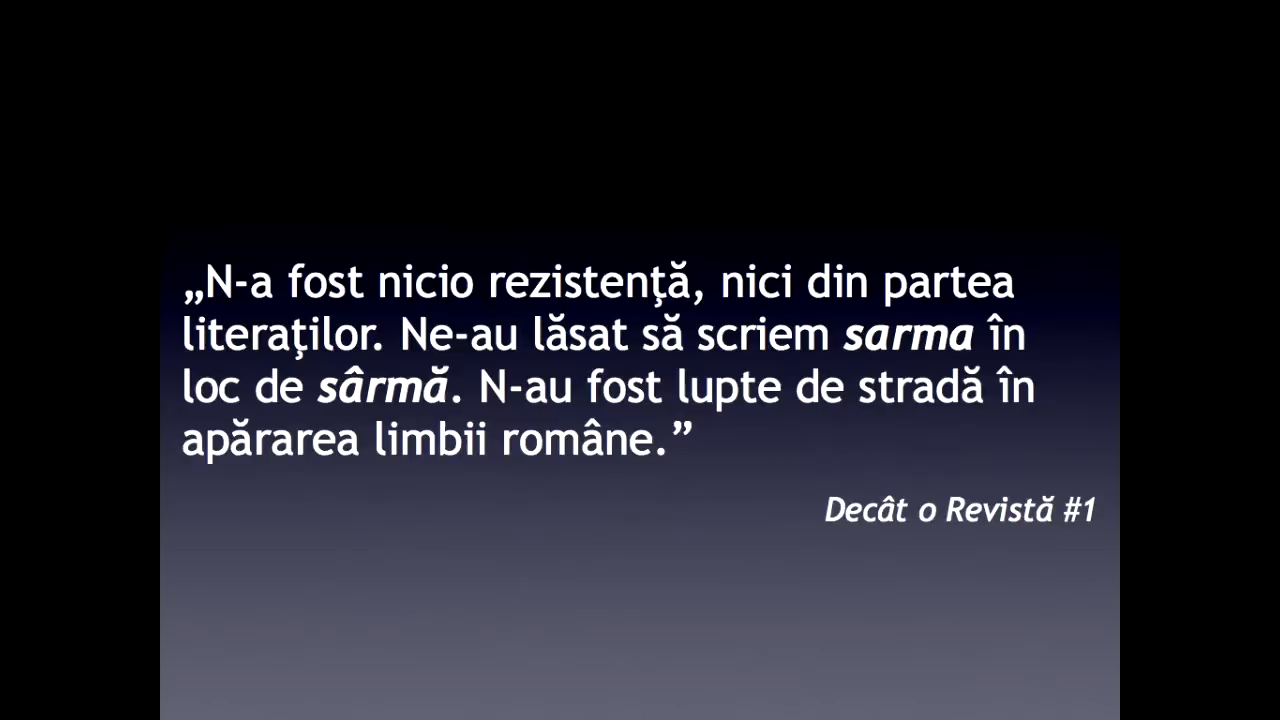 „N-a fost nicio rezistenţă, nici din partea
literaţilor. Ne-au lăsat să scriem sarma în
loc de sârmă. N-au fost lupte de stradă în
apărarea limbii române.”
Decât o Revistă #1